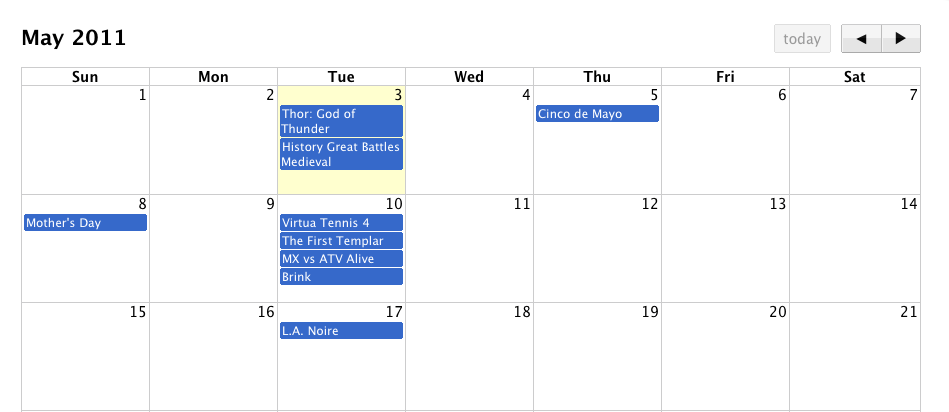 May 2011
today
Sun Mon Tue Wed Thu Fri Sat
1 2 3 4 5 6 7
Thor: God of
Thunder
Cinco de Mayo
History Great Battles
Medieval
8 9 10 11 12 13 14
Mother's Day
Virtua Tennis 4
The First Templar
MX vs ATV Alive
Brink
15 16 17 18 19 20 21
L.A. Noire